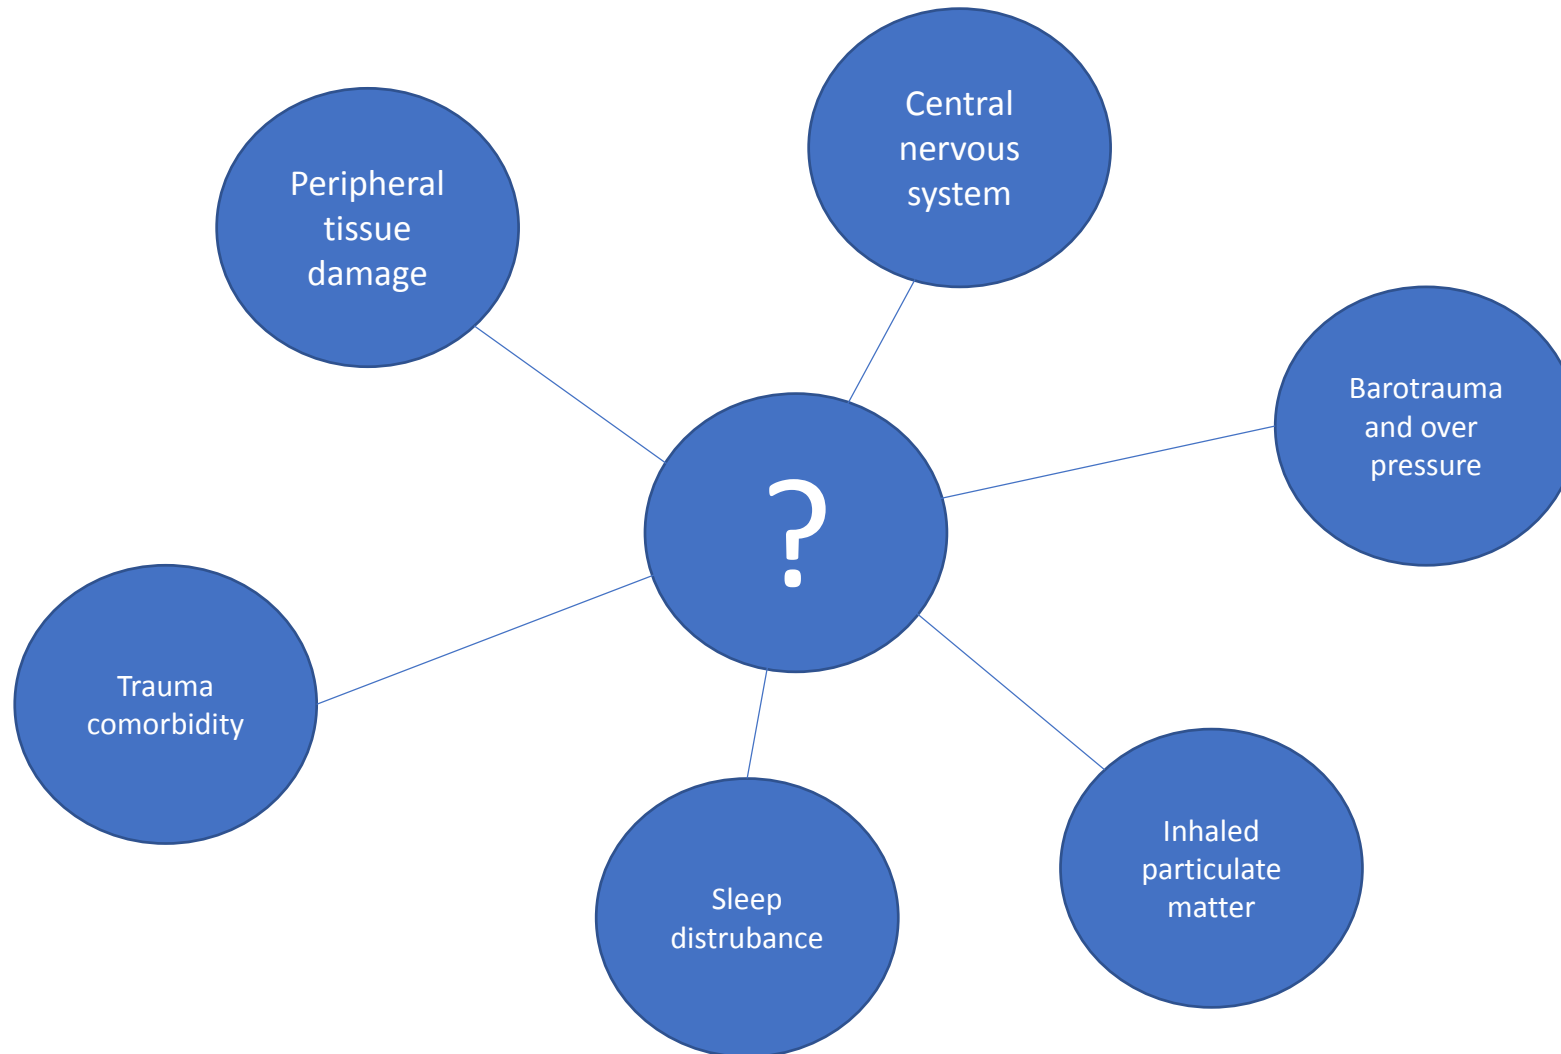 Central
nervous
system
Peripheral
tissue
damage
Barotrauma
and over
pressure
?
Trauma
comorbidity
Inhaled
particulate
matter
Sleep
distrubance